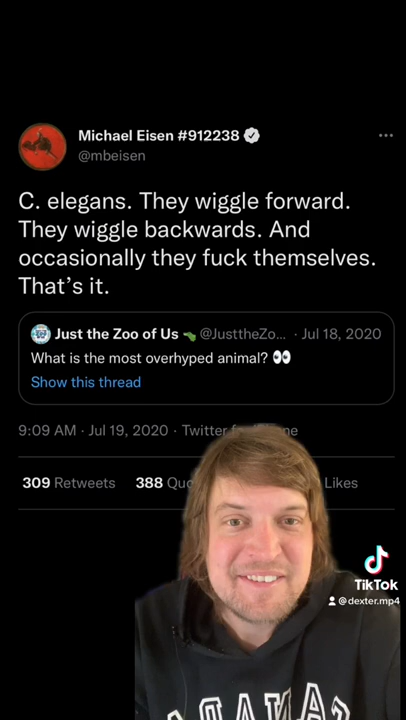 Michael Eisen #912238
@mbeisen
C. elegans. They wiggle forward.
They wiggle backwards. And
occasionally they fuck themselves.
That’s it.
Just the Zoo of Us @JusttheZo... · Jul 18, 2020
What is the most overhyped animal? 👀
Show this thread
9:09 AM · Jul 19, 2020 · Twitter
309 Retweets 388 Likes
TikTok
@dexter.mp4